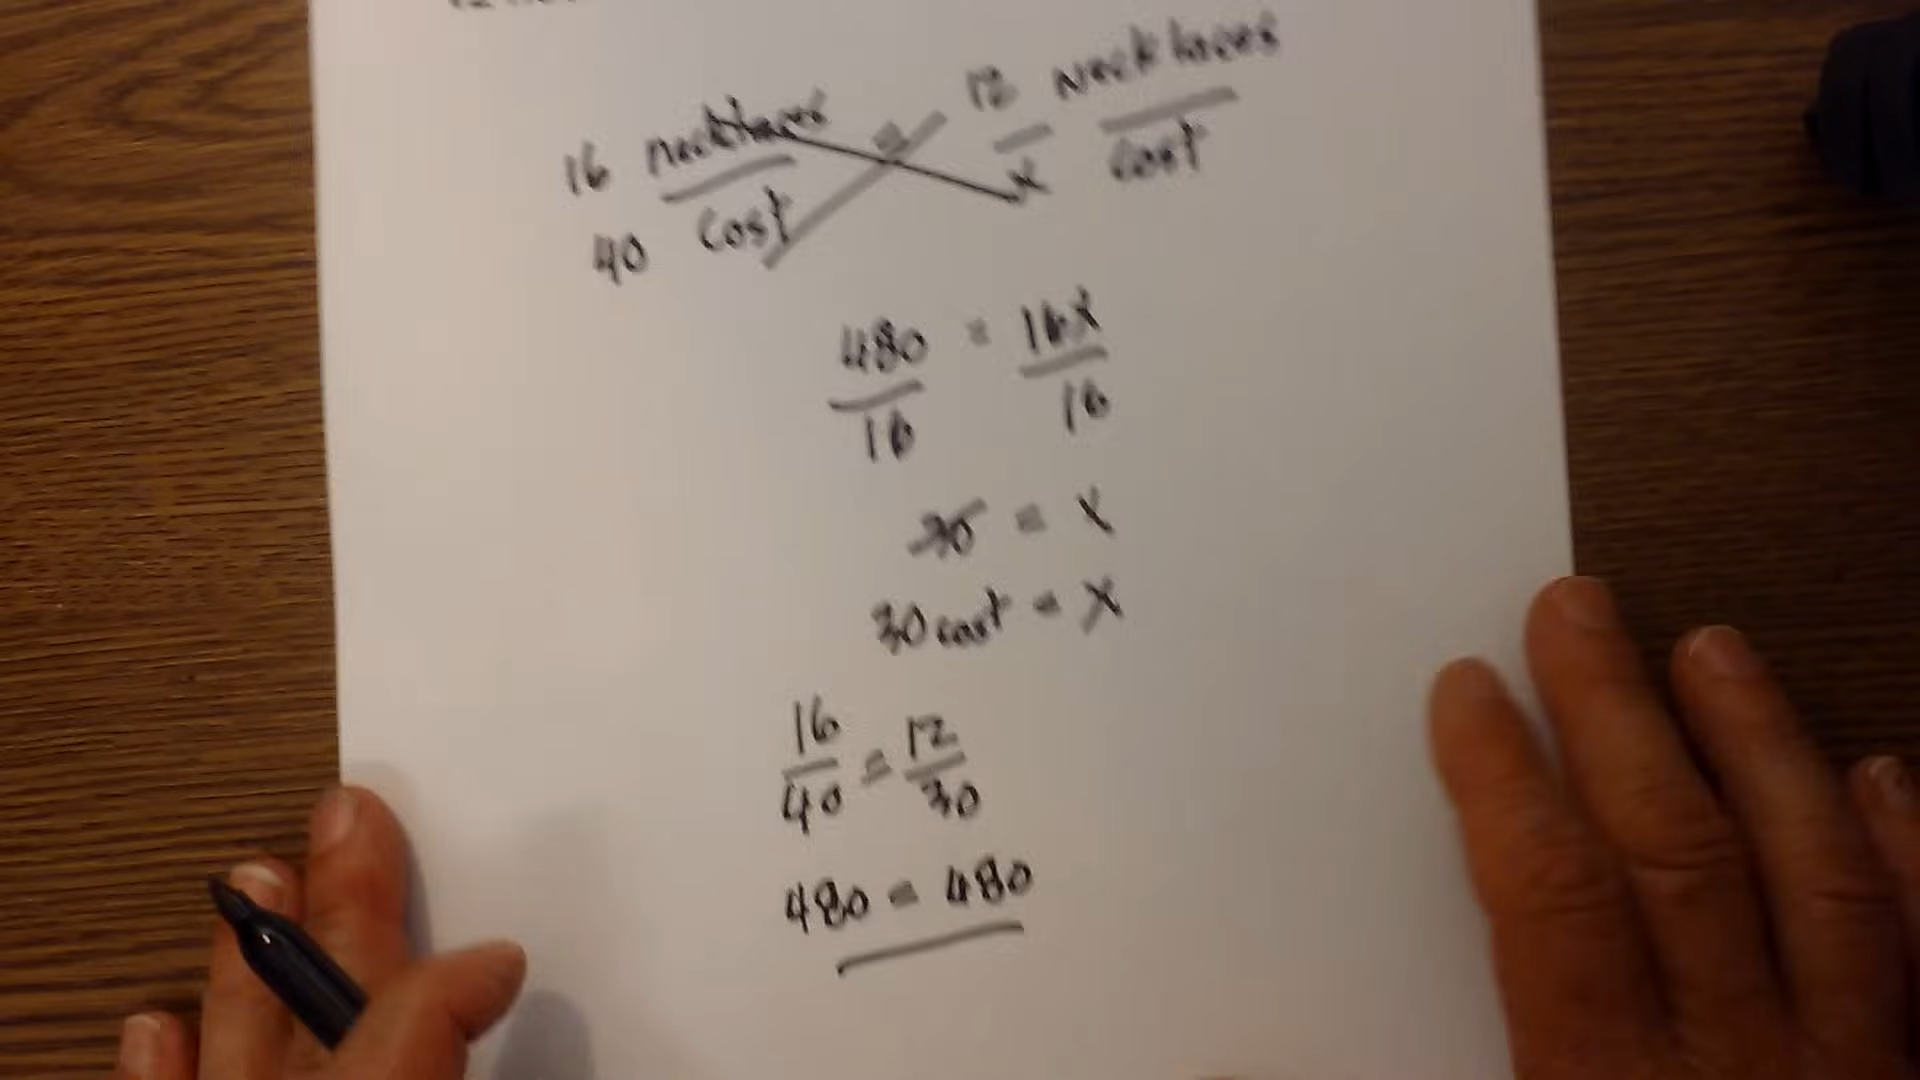 16 necklaces = 12 necklaces
40 cost x cost
480 = 16x
16 16
30 = x
30 cost = x
16 = 12
40 30
480 = 480